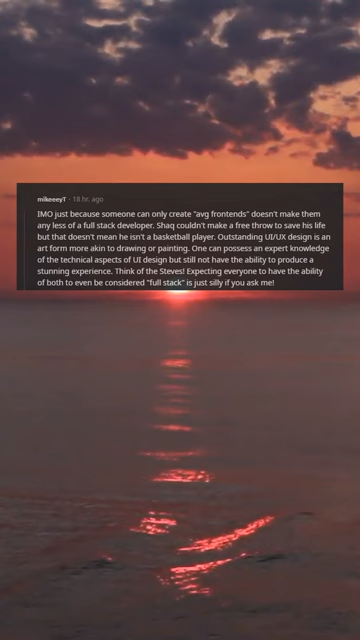 mikeeeyT · 18 hr. ago
IMO just because someone can only create "avg frontends" doesn't make them
any less of a full stack developer. Shaq couldn't make a free throw to save his life
but that doesn't mean he isn't a basketball player. Outstanding UI/UX design is an
art form more akin to drawing or painting. One can possess an expert knowledge
of the technical aspects of UI design but still not have the ability to produce a
stunning experience. Think of the Steves! Expecting everyone to have the ability
of both to even be considered "full stack" is just silly if you ask me!